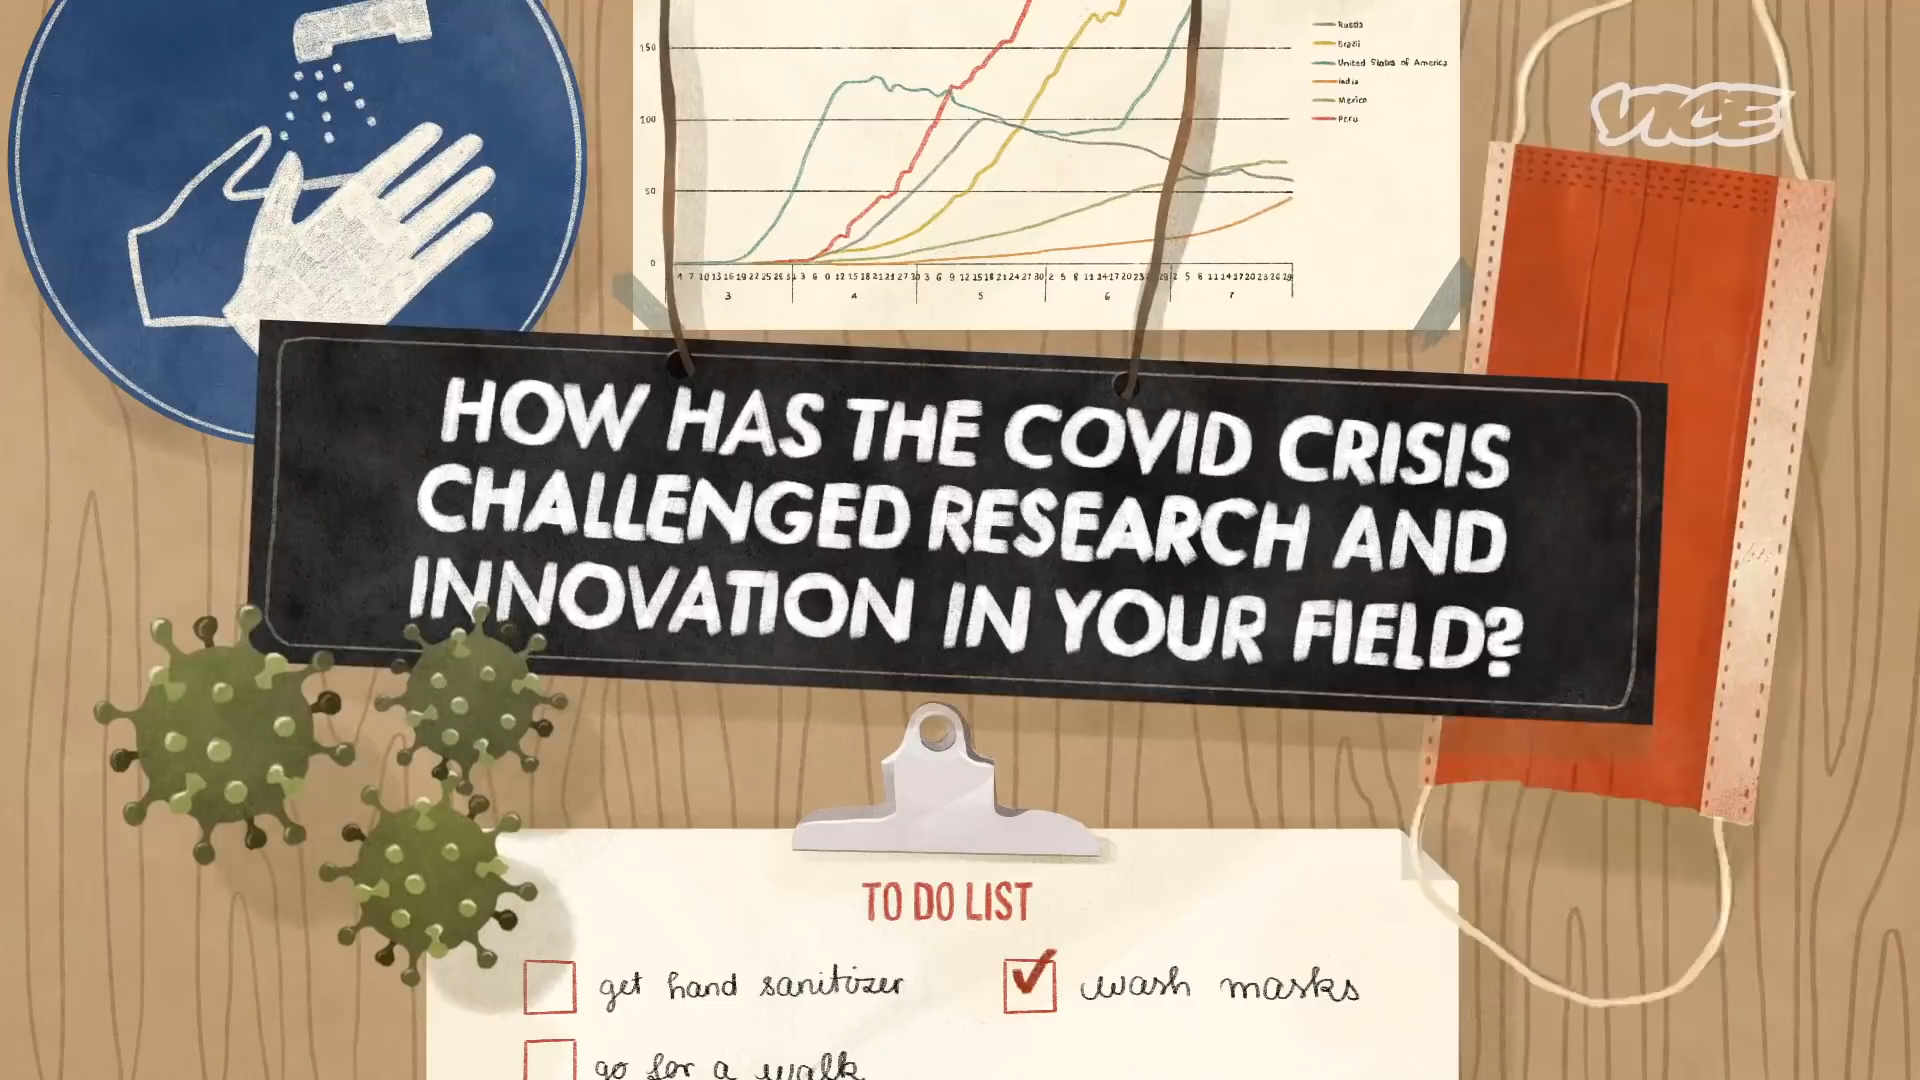 150
100
50
0
Russia
Brazil
United States of America
India
Mexico
Peru
3
4
5
6
7
VICE
HOW HAS THE COVID CRISIS
CHALLENGED RESEARCH AND
INNOVATION IN YOUR FIELD?
TO DO LIST
get hand sanitizer
wash masks
go for a walk